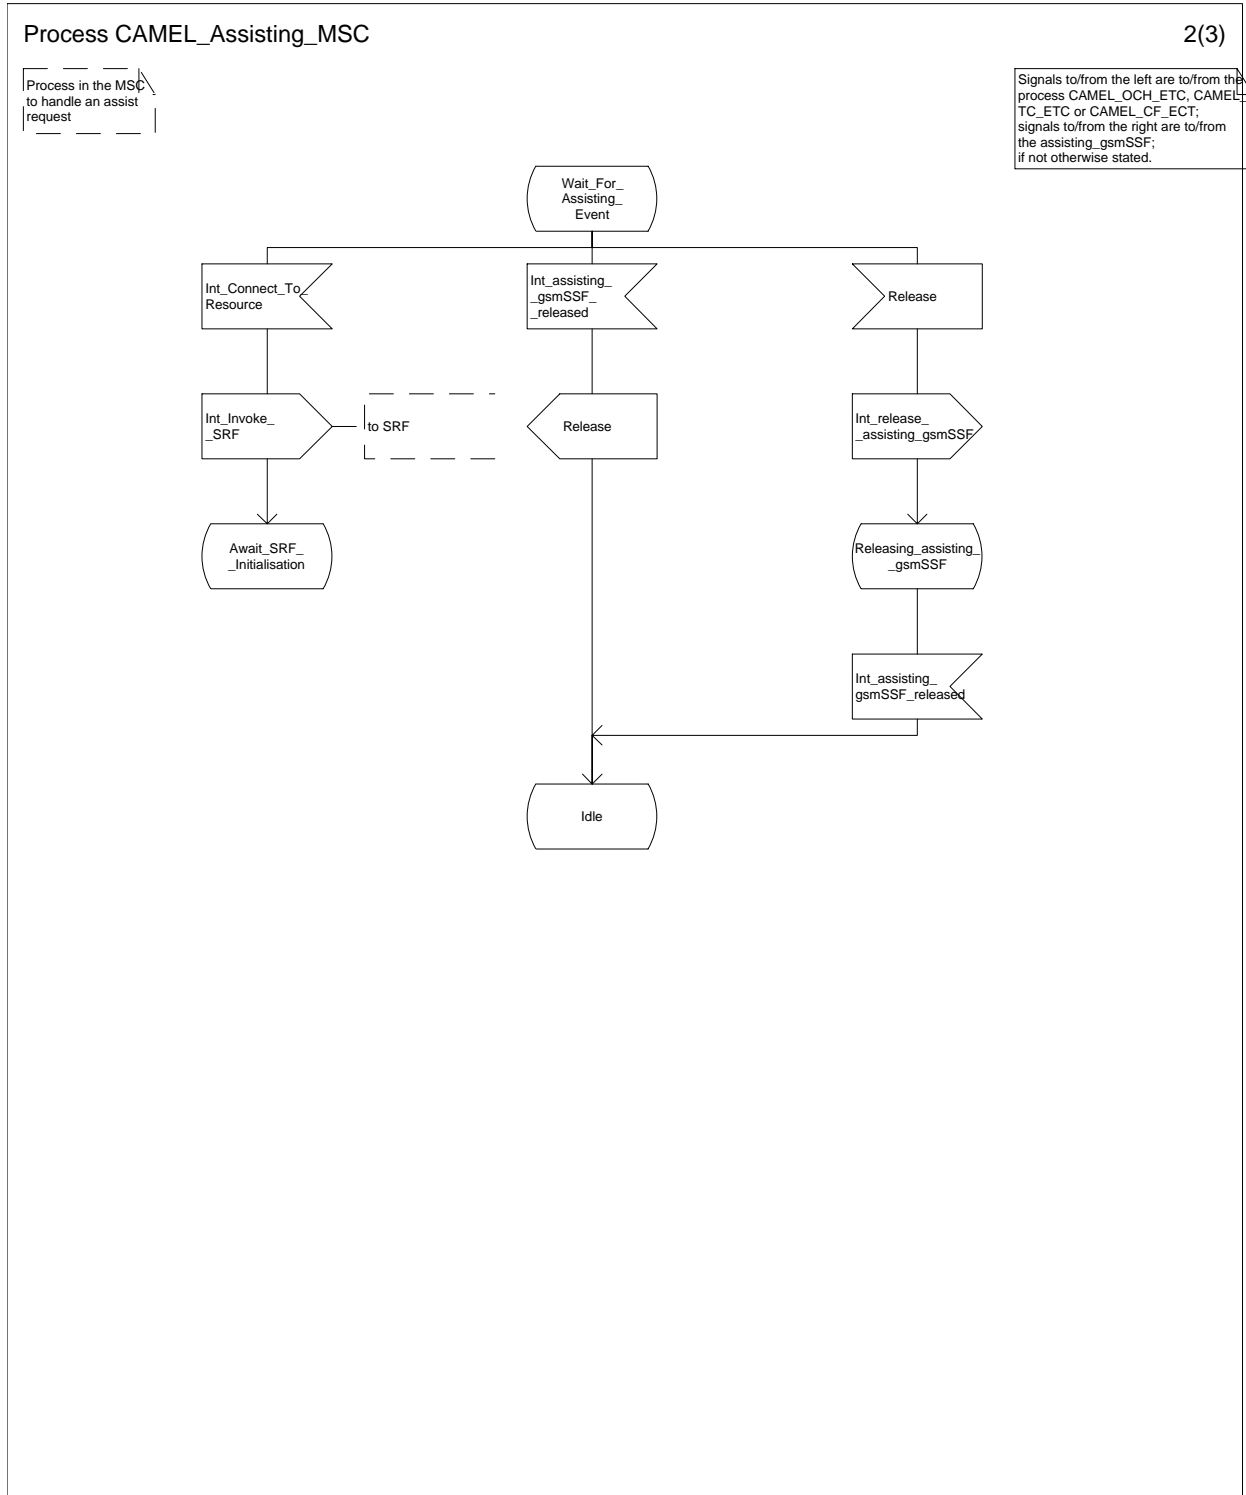 Process CAMEL_Assisting_MSC
2(3)
Process in the MSC
to handle an assist
request
Signals to/from the left are to/from the
process CAMEL_OCH_ETC, CAMEL_
TC_ETC or CAMEL_CF_ECT;
signals to/from the right are to/from
the assisting_gsmSSF;
if not otherwise stated.
Wait_For_
Assisting_
Event
Int_Connect_To_
Resource
Int_assisting_
_gsmSSF_
_released
Release
Int_Invoke_
_SRF
to SRF
Release
Int_release_
_assisting_gsmSSF
Await_SRF_
_Initialisation
Releasing_assisting_
_gsmSSF
Int_assisting_
gsmSSF_released
Idle